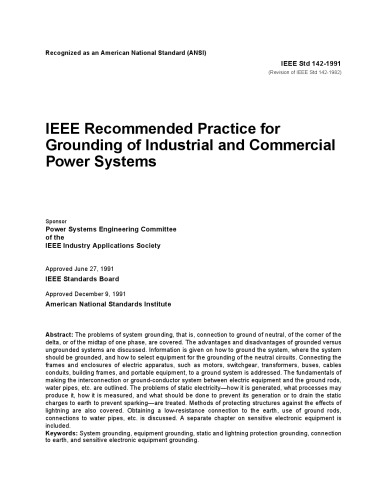 Recognized as an American National Standard (ANSI)
IEEE Std 142-1991
(Revision of IEEE Std 142-1982)
IEEE Recommended Practice for
Grounding of Industrial and Commercial
Power Systems
Sponsor
Power Systems Engineering Committee
of the
IEEE Industry Applications Society
Approved June 27, 1991
IEEE Standards Board
Approved December 9, 1991
American National Standards Institute
Abstract: The problems of system grounding, that is, connection to ground of neutral, of the corner of the
delta, or of the midtap of one phase, are covered. The advantages and disadvantages of grounded versus
ungrounded systems are discussed. Information is given on how to ground the system, where the system
should be grounded, and how to select equipment for the grounding of the neutral circuits. Connecting the
frames and enclosures of electric apparatus, such as motors, switchgear, transformers, buses, cables
conduits, building frames, and portable equipment, to a ground system is addressed. The fundamentals of
making the interconnection or ground-conductor system between electric equipment and the ground rods,
water pipes, etc. are outlined. The problems of static electricity—how it is generated, what processes may
produce it, how it is measured, and what should be done to prevent its generation or to drain the static
charges to earth to prevent sparking—are treated. Methods of protecting structures against the effects of
lightning are also covered. Obtaining a low-resistance connection to the earth, use of ground rods,
connections to water pipes, etc. is discussed. A separate chapter on sensitive electronic equipment is
included.
Keywords: System grounding, equipment grounding, static and lightning protection grounding, connection
to earth, and sensitive electronic equipment grounding.